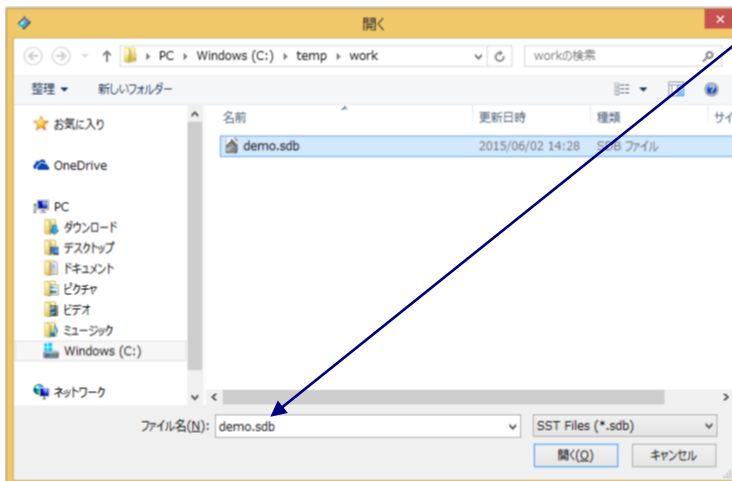 開く
PC Windows (C:) temp work workの検索
整理 新しいフォルダー
名前 更新日時 種類 サイ
demo.sdb 2015/06/02 14:28 SDB ファイル
お気に入り
OneDrive
PC
ダウンロード
デスクトップ
ドキュメント
ピクチャ
ビデオ
ミュージック
Windows (C:)
ネットワーク
ファイル名(N): demo.sdb SST Files (*.sdb)
開く(O) キャンセル